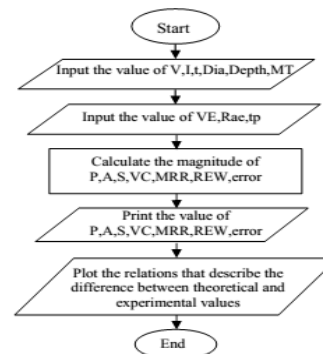 Start
Input the value of V,I,t,Dia,Depth,MT
Input the value of VE,Rae,tp
Calculate the magnitude of
P,A,S,VC,MRR,REW,error
Print the value of
P,A,S,VC,MRR,REW,error
Plot the relations that describe the
difference between theoretical and
experimental values
End